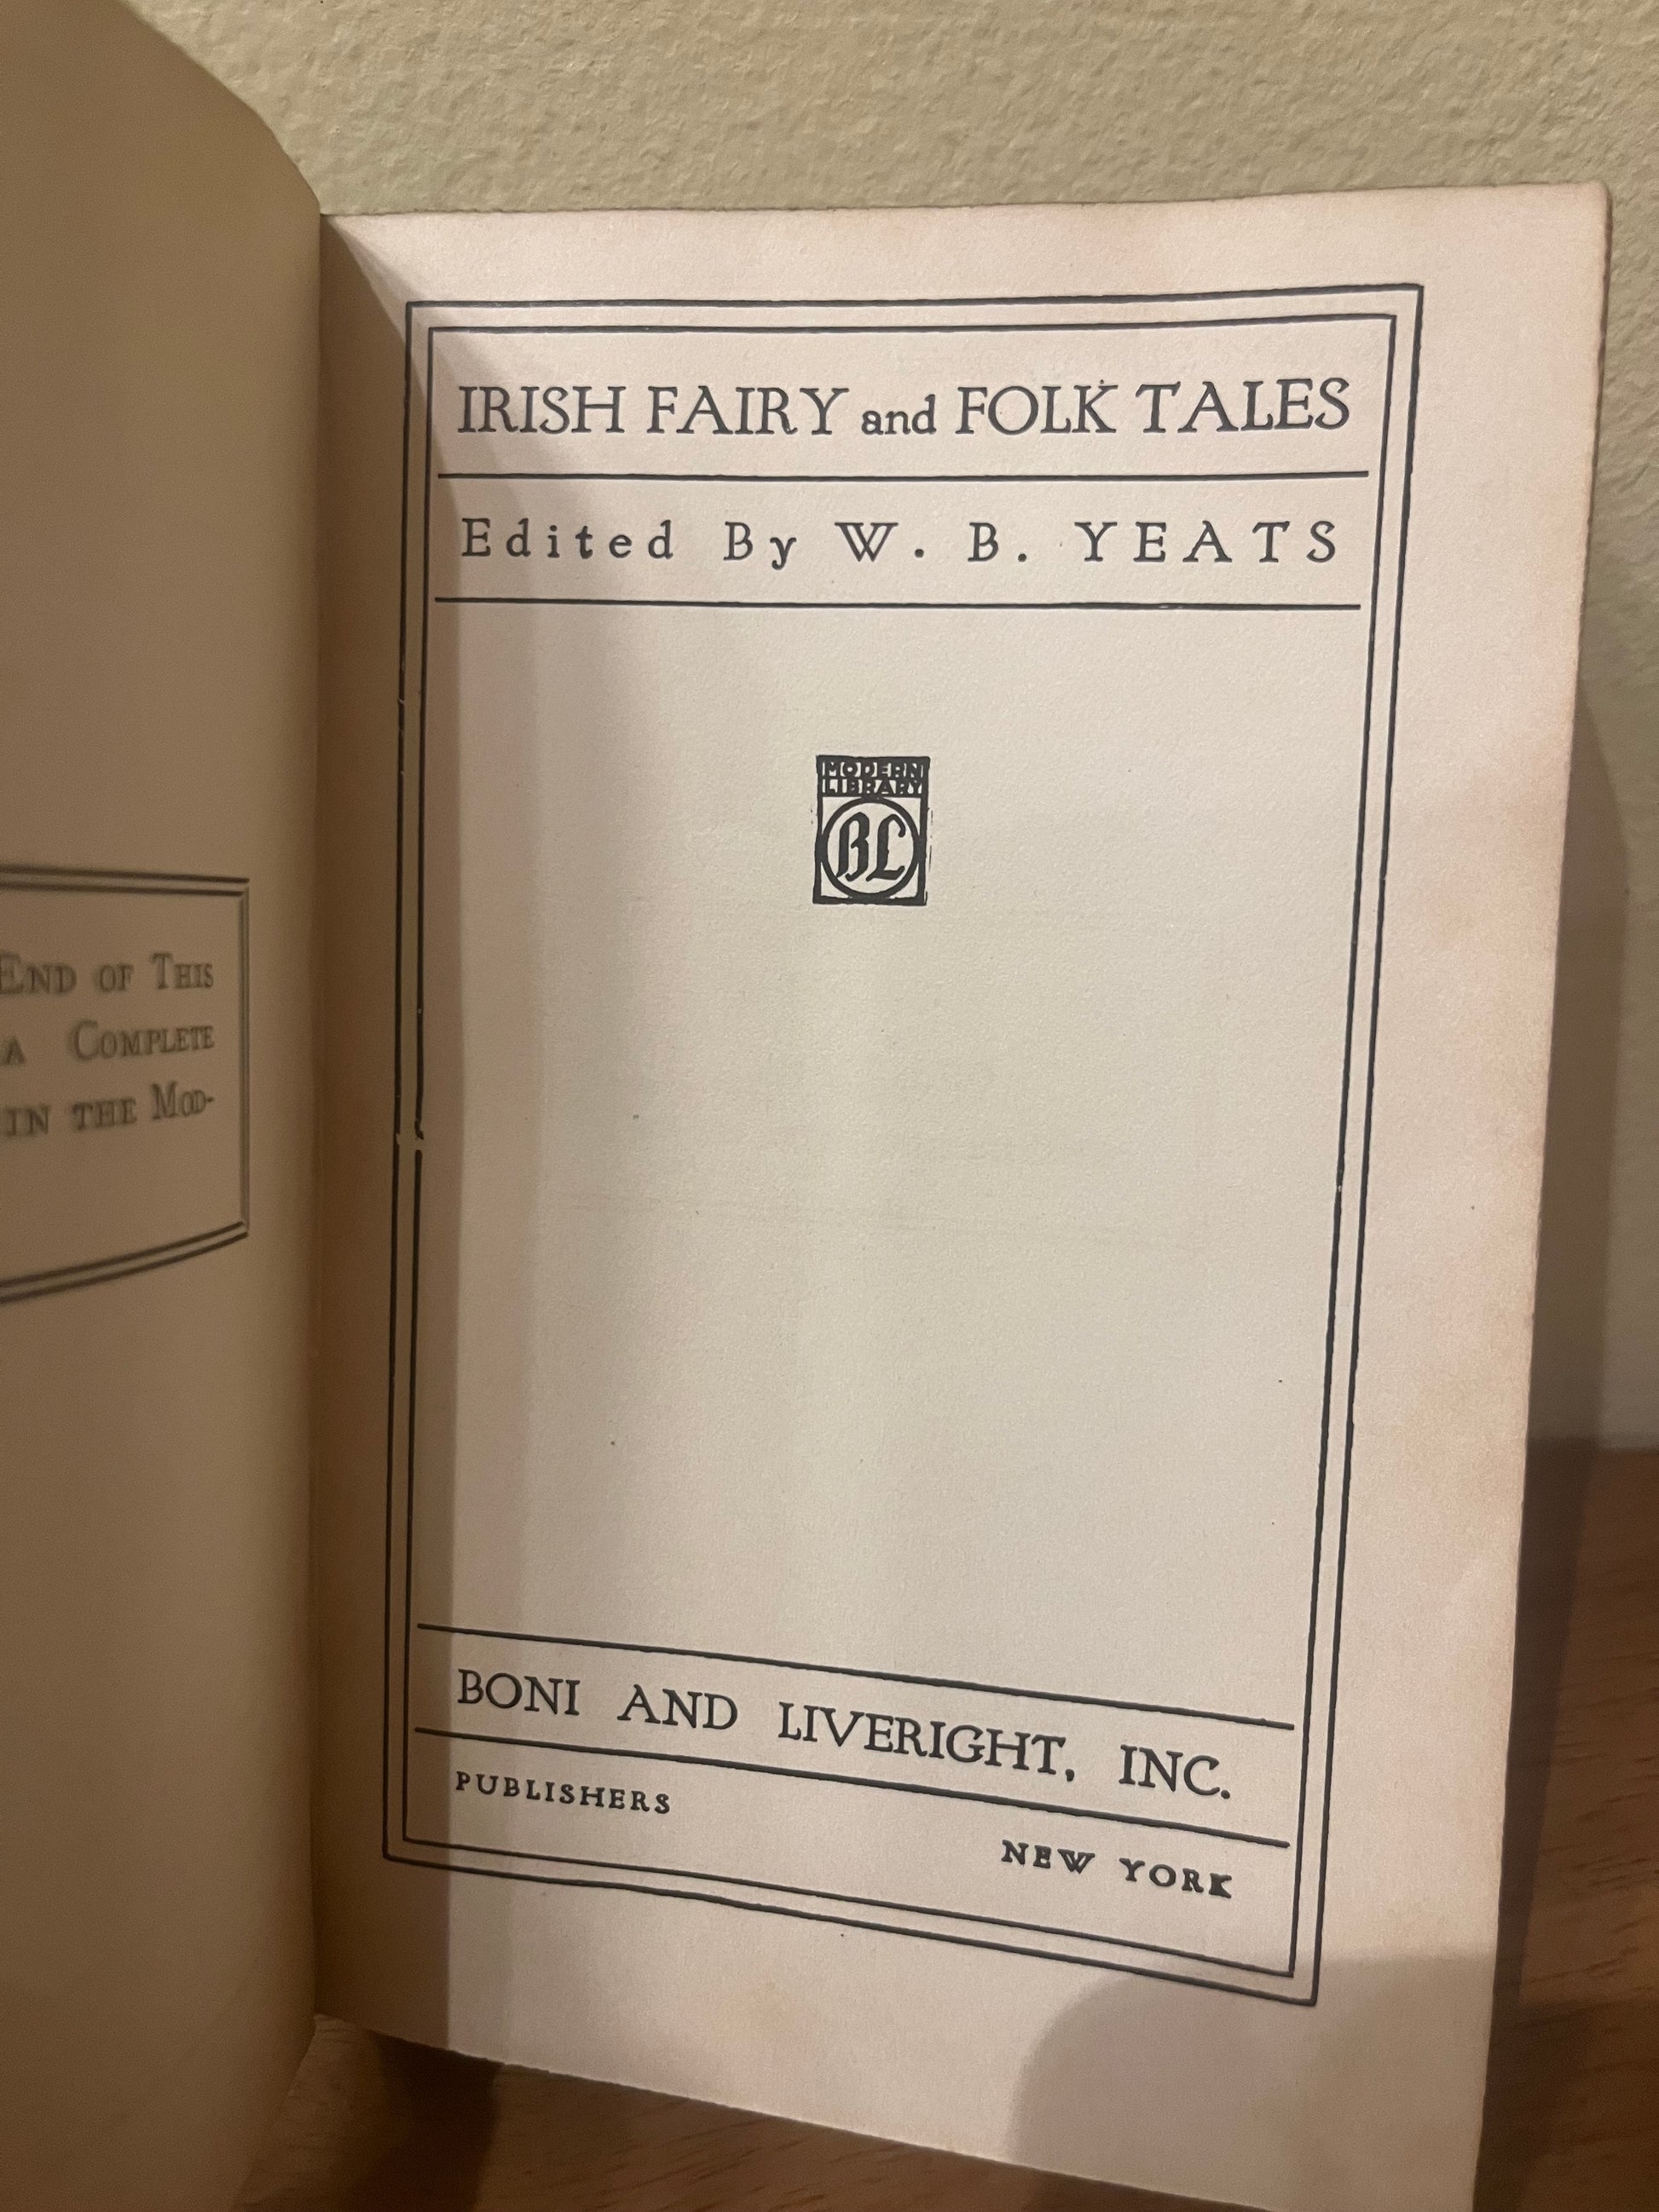 END OF THIS
A COMPLETE
IN THE MOD-
IRISH FAIRY and FOLK TALES
Edited By W. B. YEATS
MODERN
LIBRARY
BL
BONI AND LIVERIGHT, INC.
PUBLISHERS
NEW YORK